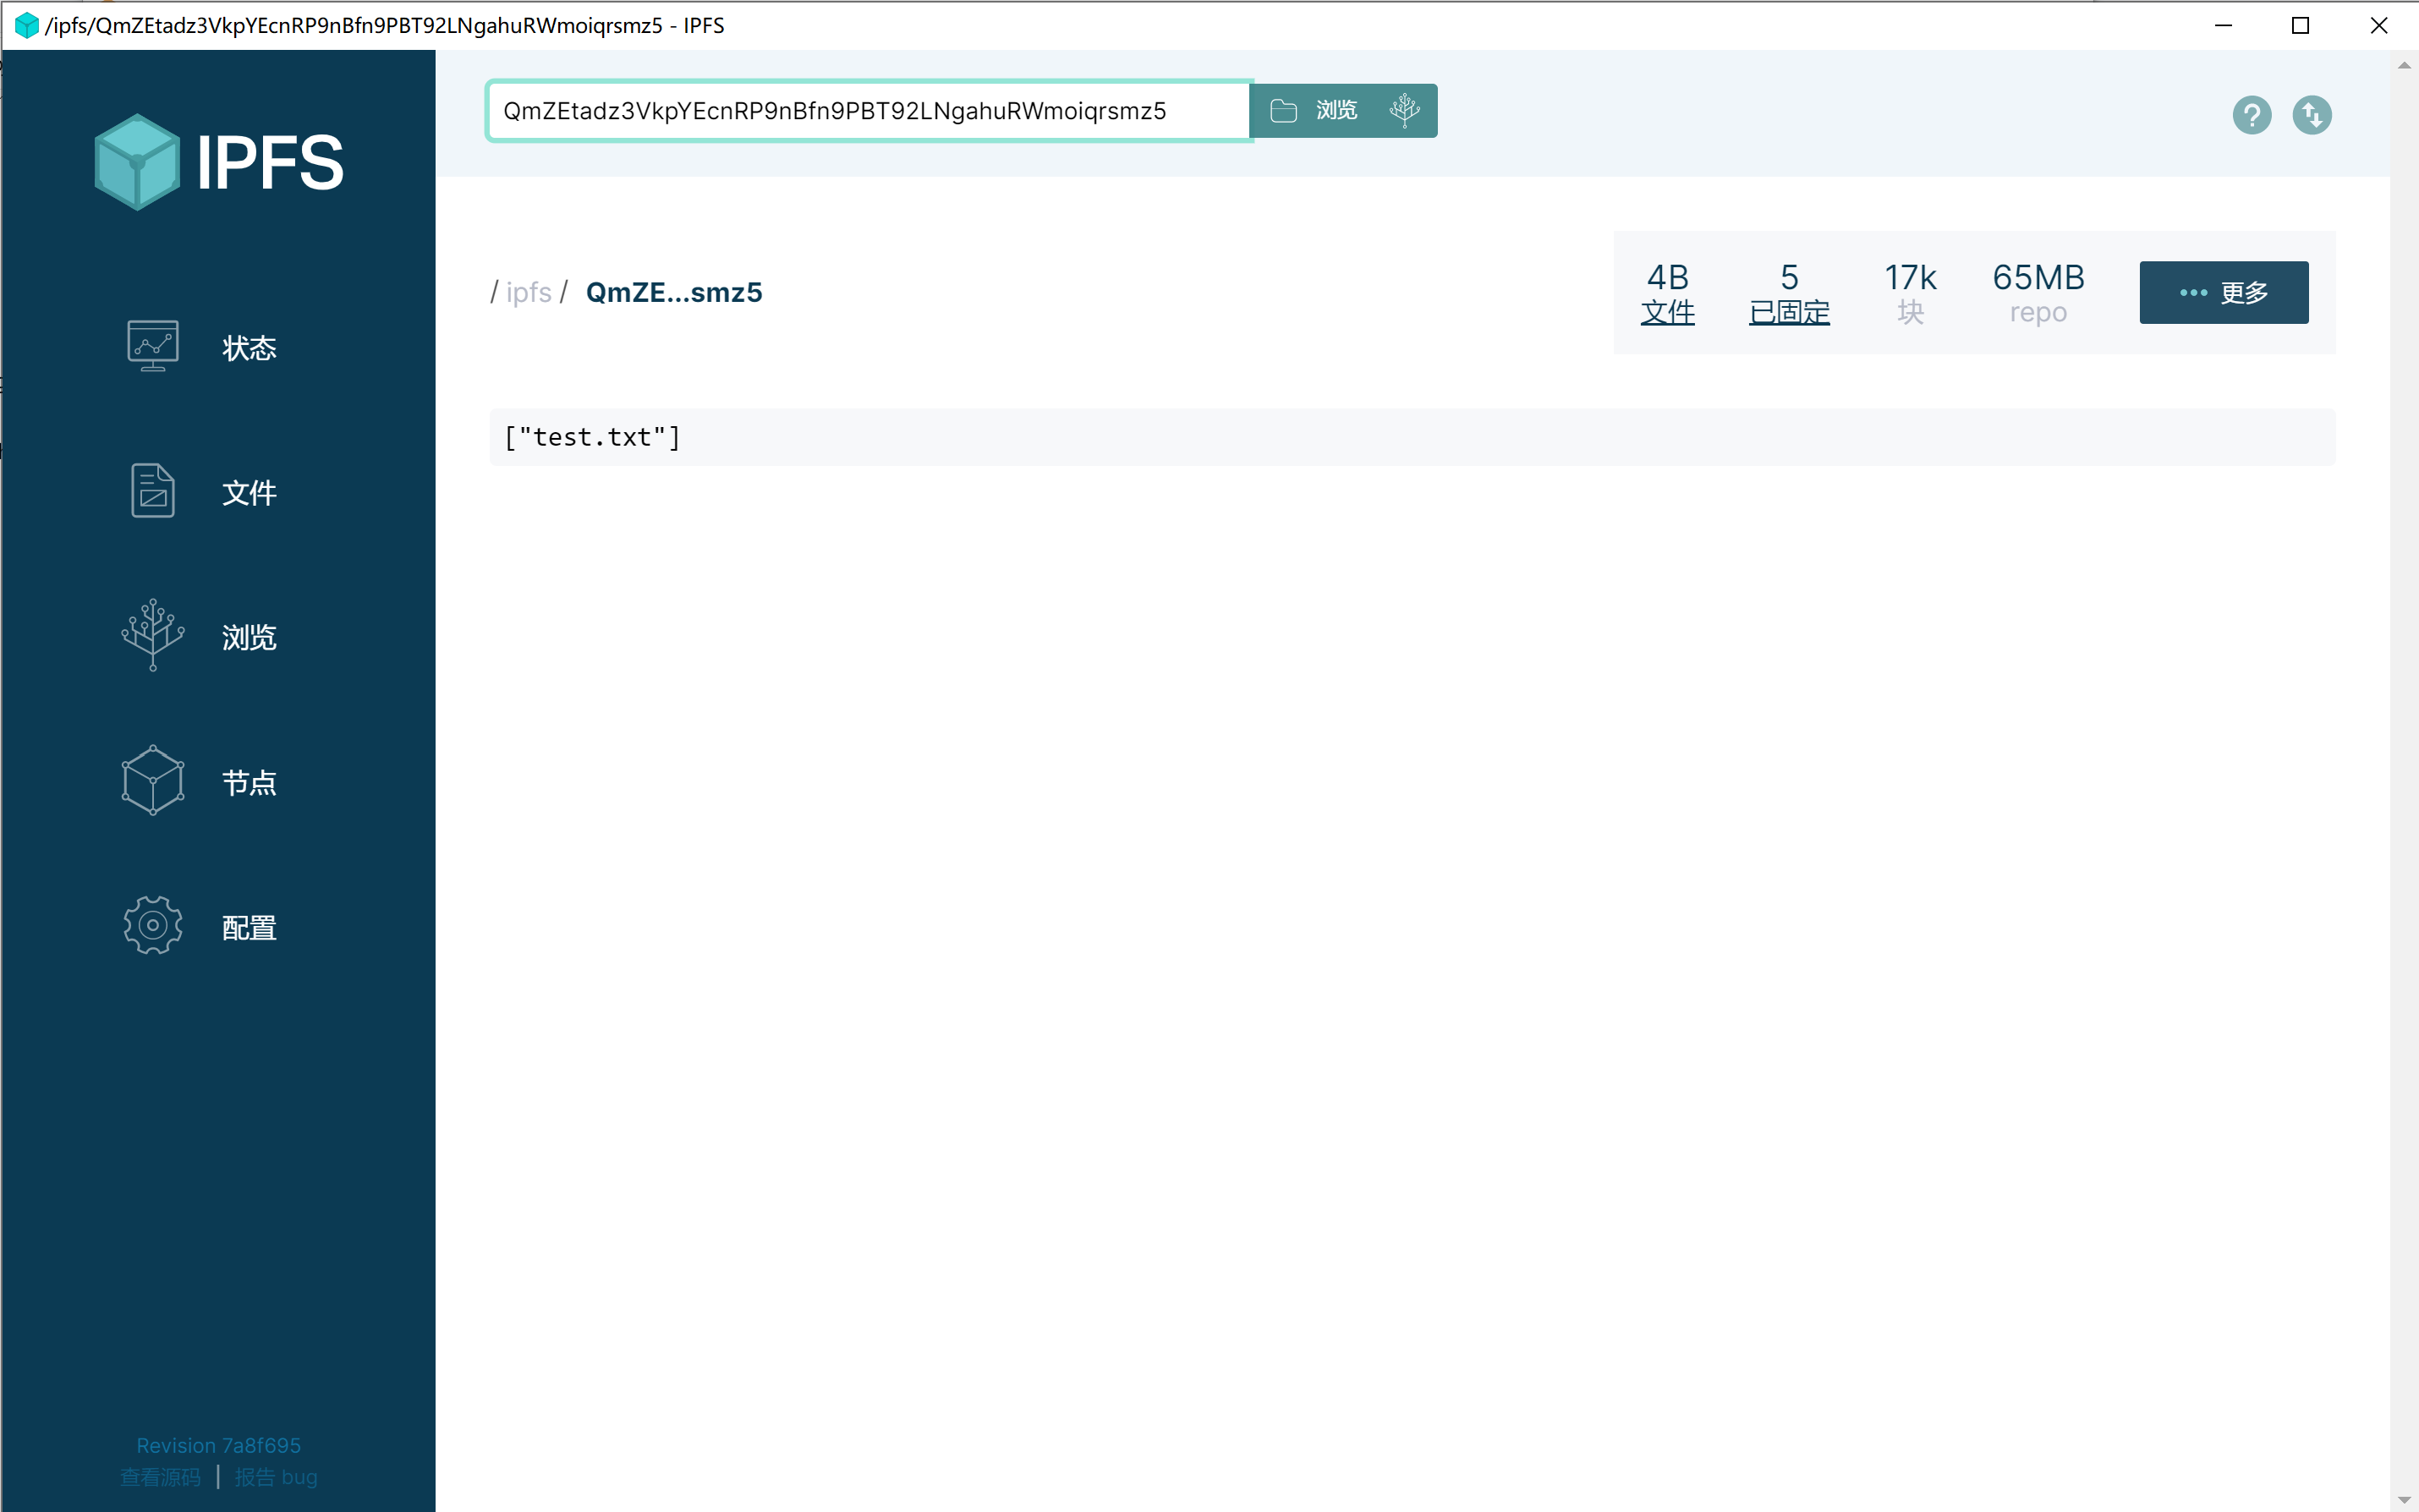 /ipfs/QmZEtadz3VkpYEcnRP9nBfn9PBT92LNgahuRWmoiqrsmz5 - IPFS
IPFS
状态
文件
浏览
节点
配置
Revision 7a8f695
查看源码 | 报告 bug
QmZEtadz3VkpYEcnRP9nBfn9PBT92LNgahuRWmoiqrsmz5
浏览
/ ipfs / QmZE...smz5
4B
文件
5
已固定
17k
块
65MB
repo
••• 更多
["test.txt"]